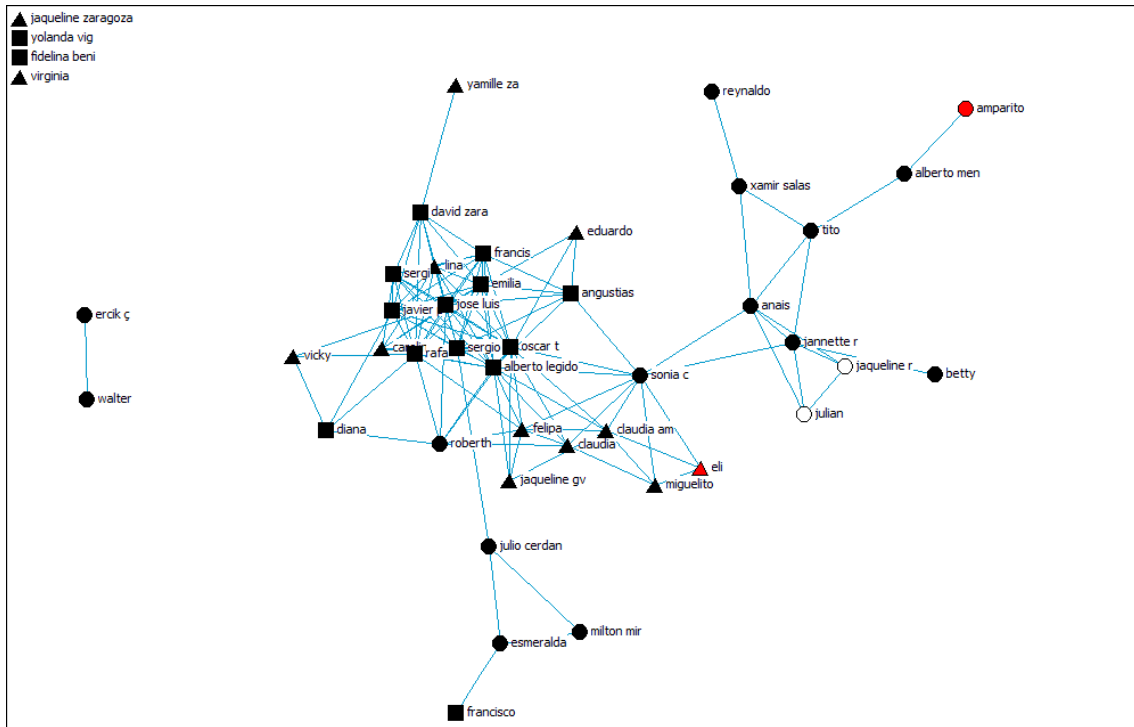 jaqueline zaragoza
yolanda vig
fidelina beni
virginia
yamille za
reynaldo
amparito
alberto men
xamir salas
david zara
tito
eduardo
francis
lina
sergi
emilia
angustias
jose luis
anais
javier
ercik ç
jannette r
oscar t
sergio
rafa
vicky
alberto legido
jaqueline r
sonia c
betty
walter
julian
diana
felipa
claudia am
roberth
claudia
eli
jaqueline gv
miguelito
julio cerdan
milton mir
esmeralda
francisco